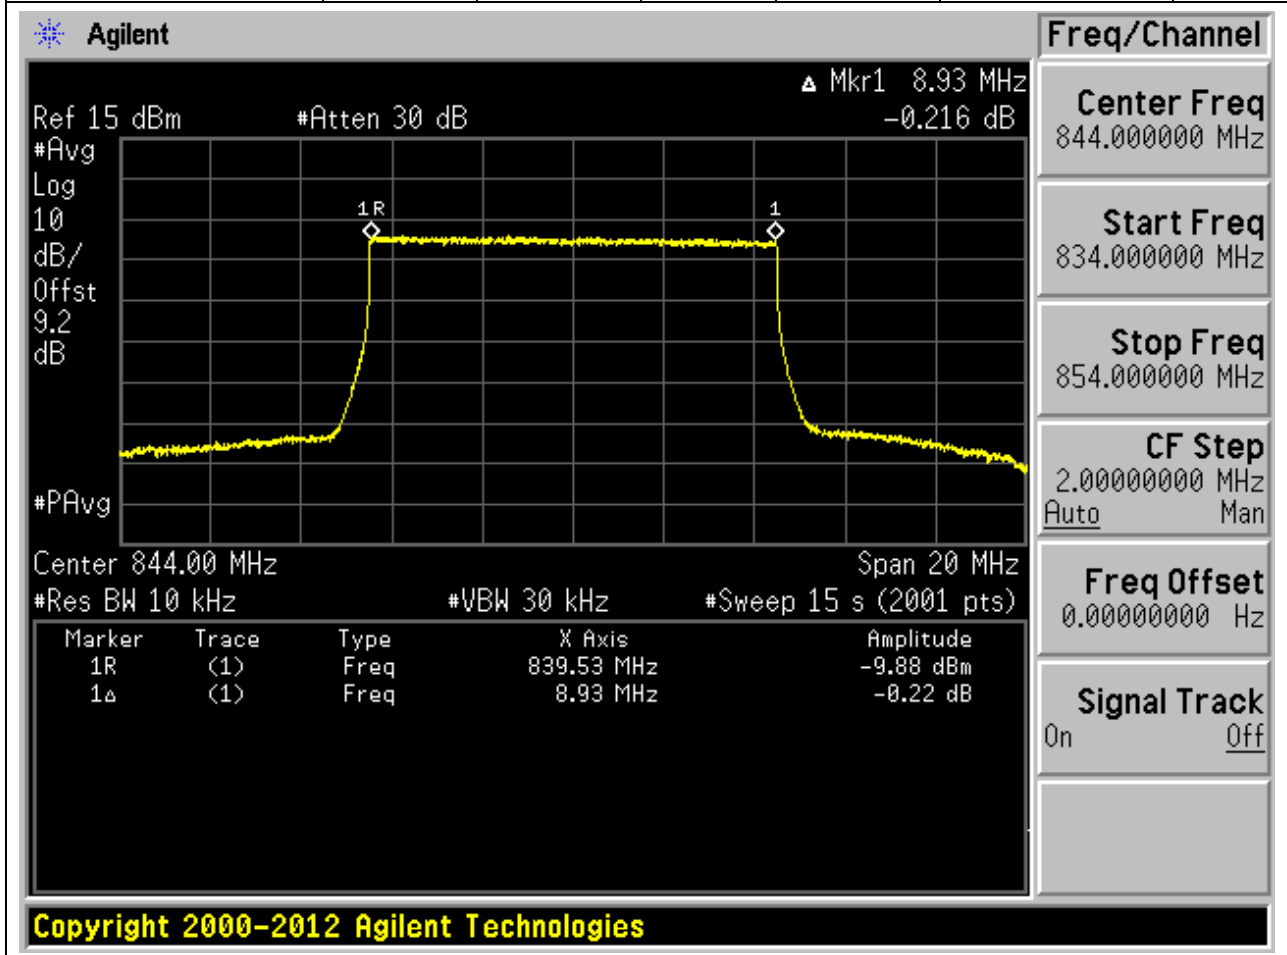 Agilent
Freq/Channel
Δ Mkr1 8.93 MHz
Ref 15 dBm #Atten 30 dB -0.216 dB
#Avg
Log
10
dB/
Offst
9.2
dB
1R 1
#PAvg
Center 844.00 MHz Span 20 MHz
#Res BW 10 kHz #VBW 30 kHz #Sweep 15 s (2001 pts)
Marker Trace Type X Axis Amplitude
1R (1) Freq 839.53 MHz -9.88 dBm
1Δ (1) Freq 8.93 MHz -0.22 dB
Center Freq
844.000000 MHz
Start Freq
834.000000 MHz
Stop Freq
854.000000 MHz
CF Step
2.00000000 MHz
Auto Man
Freq Offset
0.00000000 Hz
Signal Track
On Off
Copyright 2000-2012 Agilent Technologies